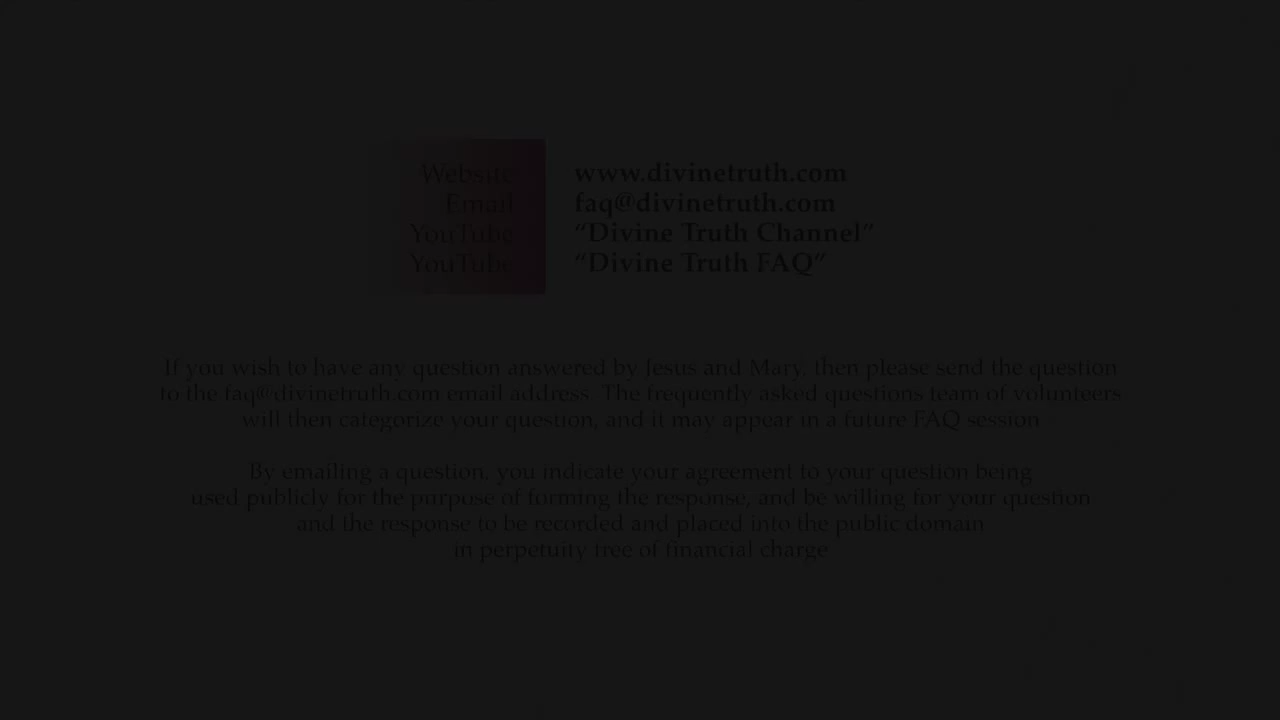 Website www.divinetruth.com
Email faq@divinetruth.com
YouTube “Divine Truth Channel”
YouTube “Divine Truth FAQ”
If you wish to have any question answered by Jesus and Mary, then please send the question
to the faq@divinetruth.com email address. The frequently asked questions team of volunteers
will then categorize your question, and it may appear in a future FAQ session
By emailing a question, you indicate your agreement to your question being
used publicly for the purpose of forming the response, and be willing for your question
and the response to be recorded and placed into the public domain
in perpetuity free of financial charge